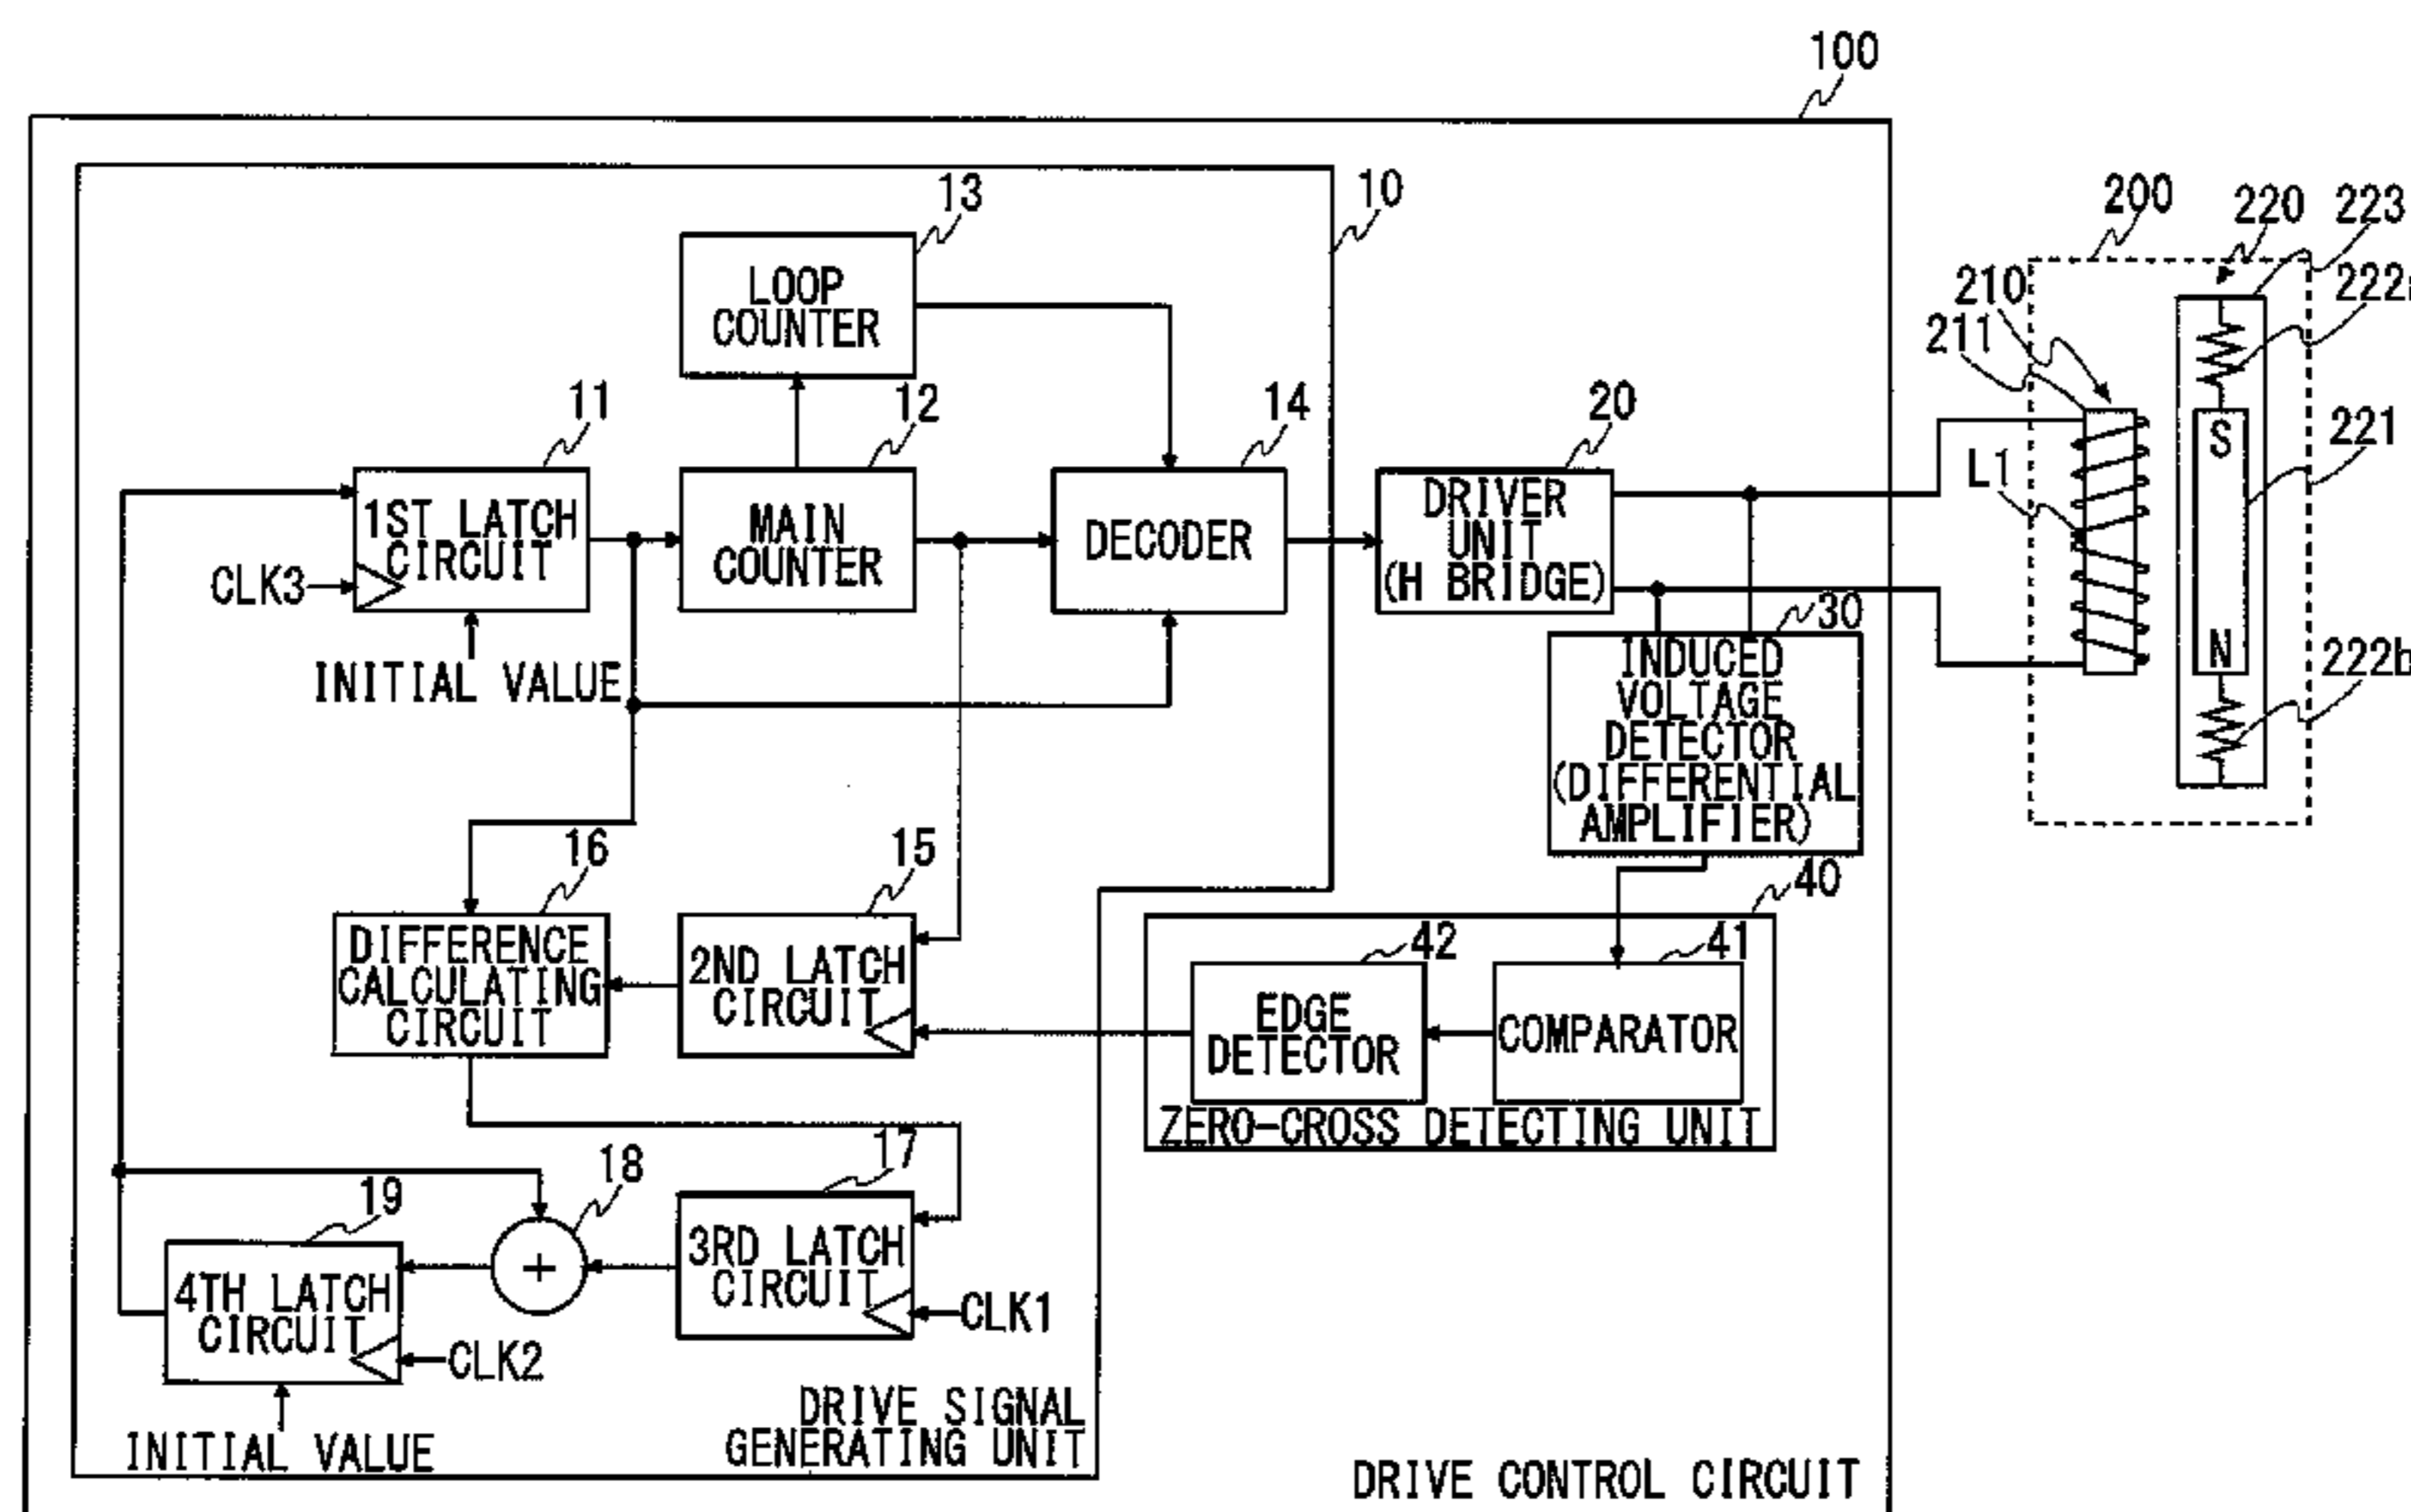 100
13
10
200
220
223
LOOP
COUNTER
210
211
11
12
14
20
S
221
1ST LATCH
CIRCUIT
MAIN
COUNTER
DECODER
DRIVER
UNIT
(H BRIDGE)
L1
CLK3
30
INITIAL VALUE
INDUCED
VOLTAGE
DETECTOR
(DIFFERENTIAL
AMPLIFIER)
N
222b
16
15
40
DIFFERENCE
CALCULATING
CIRCUIT
2ND LATCH
CIRCUIT
42
41
EDGE
DETECTOR
COMPARATOR
ZERO-CROSS DETECTING UNIT
19
18
17
4TH LATCH
CIRCUIT
+
3RD LATCH
CIRCUIT
CLK1
CLK2
INITIAL VALUE
DRIVE SIGNAL
GENERATING UNIT
DRIVE CONTROL CIRCUIT